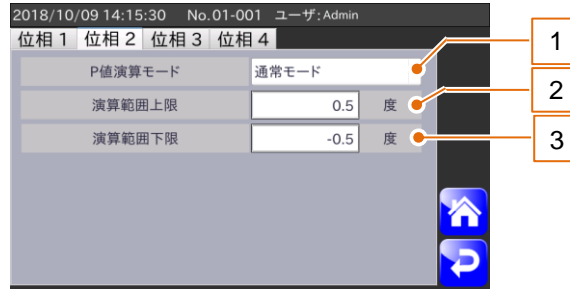 2018/10/09 14:15:30 No.01-001 ユーザ:Admin
位相1 位相2 位相3 位相4
P値演算モード 通常モード 1
演算範囲上限 0.5 度 2
演算範囲下限 -0.5 度 3